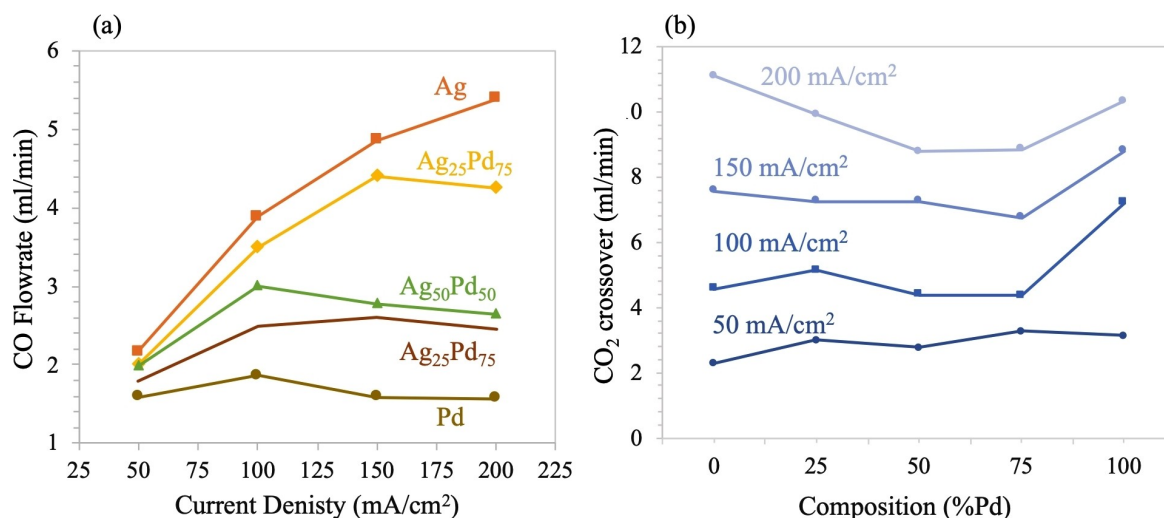 (a)
6
5
4
3
2
1
CO Flowrate (ml/min)
Ag
Ag₂₅Pd₇₅
Ag₅₀Pd₅₀
Ag₂₅Pd₇₅
Pd
25 50 75 100 125 150 175 200 225
Current Denisty (mA/cm²)
(b)
12
0
8
6
4
2
0
CO₂ crossover (ml/min)
200 mA/cm²
150 mA/cm²
100 mA/cm²
50 mA/cm²
0 25 50 75 100
Composition (%Pd)